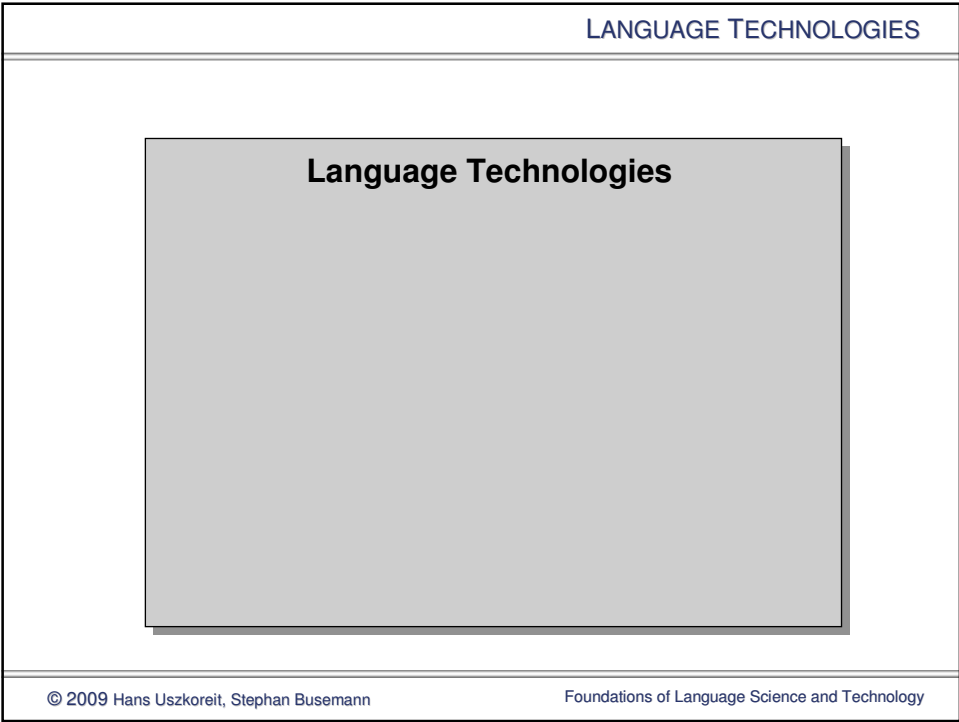 LANGUAGE TECHNOLOGIES
Language Technologies
© 2009 Hans Uszkoreit, Stephan Busemann
Foundations of Language Science and Technology